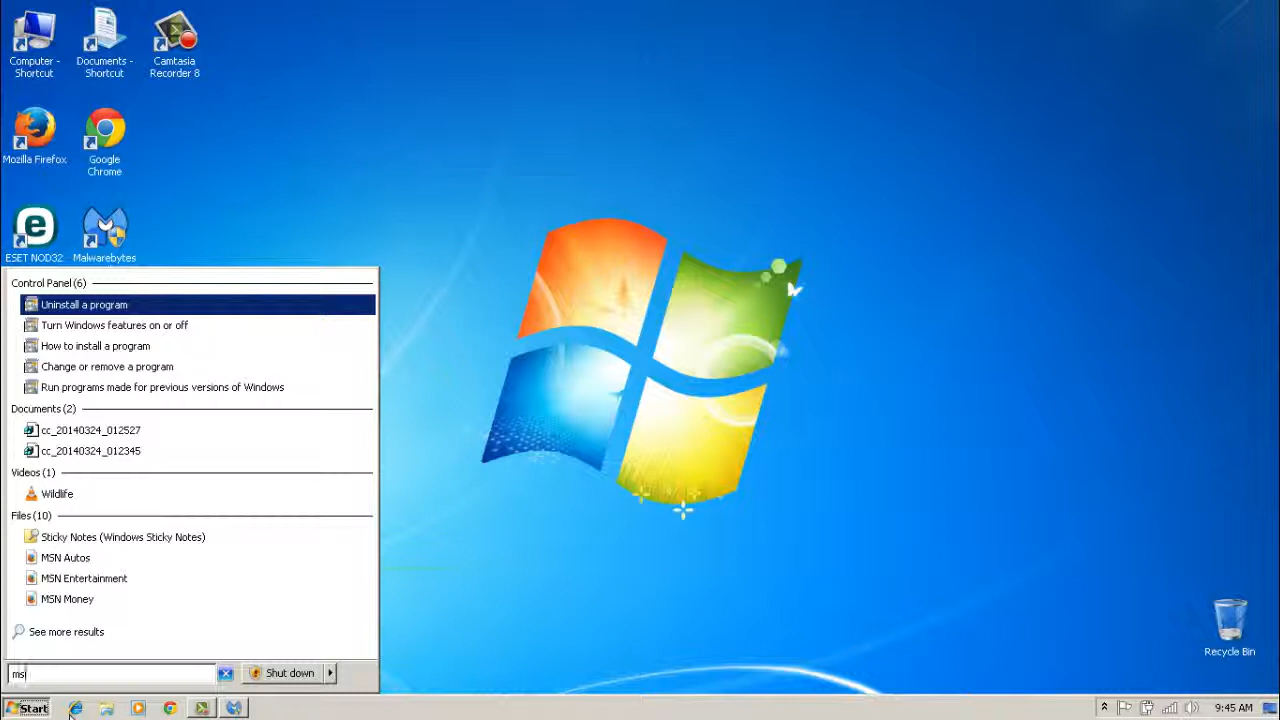 Computer - Shortcut
Documents - Shortcut
Camtasia Recorder 8
Mozilla Firefox
Google Chrome
ESET NOD32
Malwarebytes
Control Panel (6)
Uninstall a program
Turn Windows features on or off
How to install a program
Change or remove a program
Run programs made for previous versions of Windows
Documents (2)
cc_20140324_012527
cc_20140324_012345
Videos (1)
Wildlife
Files (10)
Sticky Notes (Windows Sticky Notes)
MSN Autos
MSN Entertainment
MSN Money
See more results
ms
Shut down
Recycle Bin
Start
9:45 AM